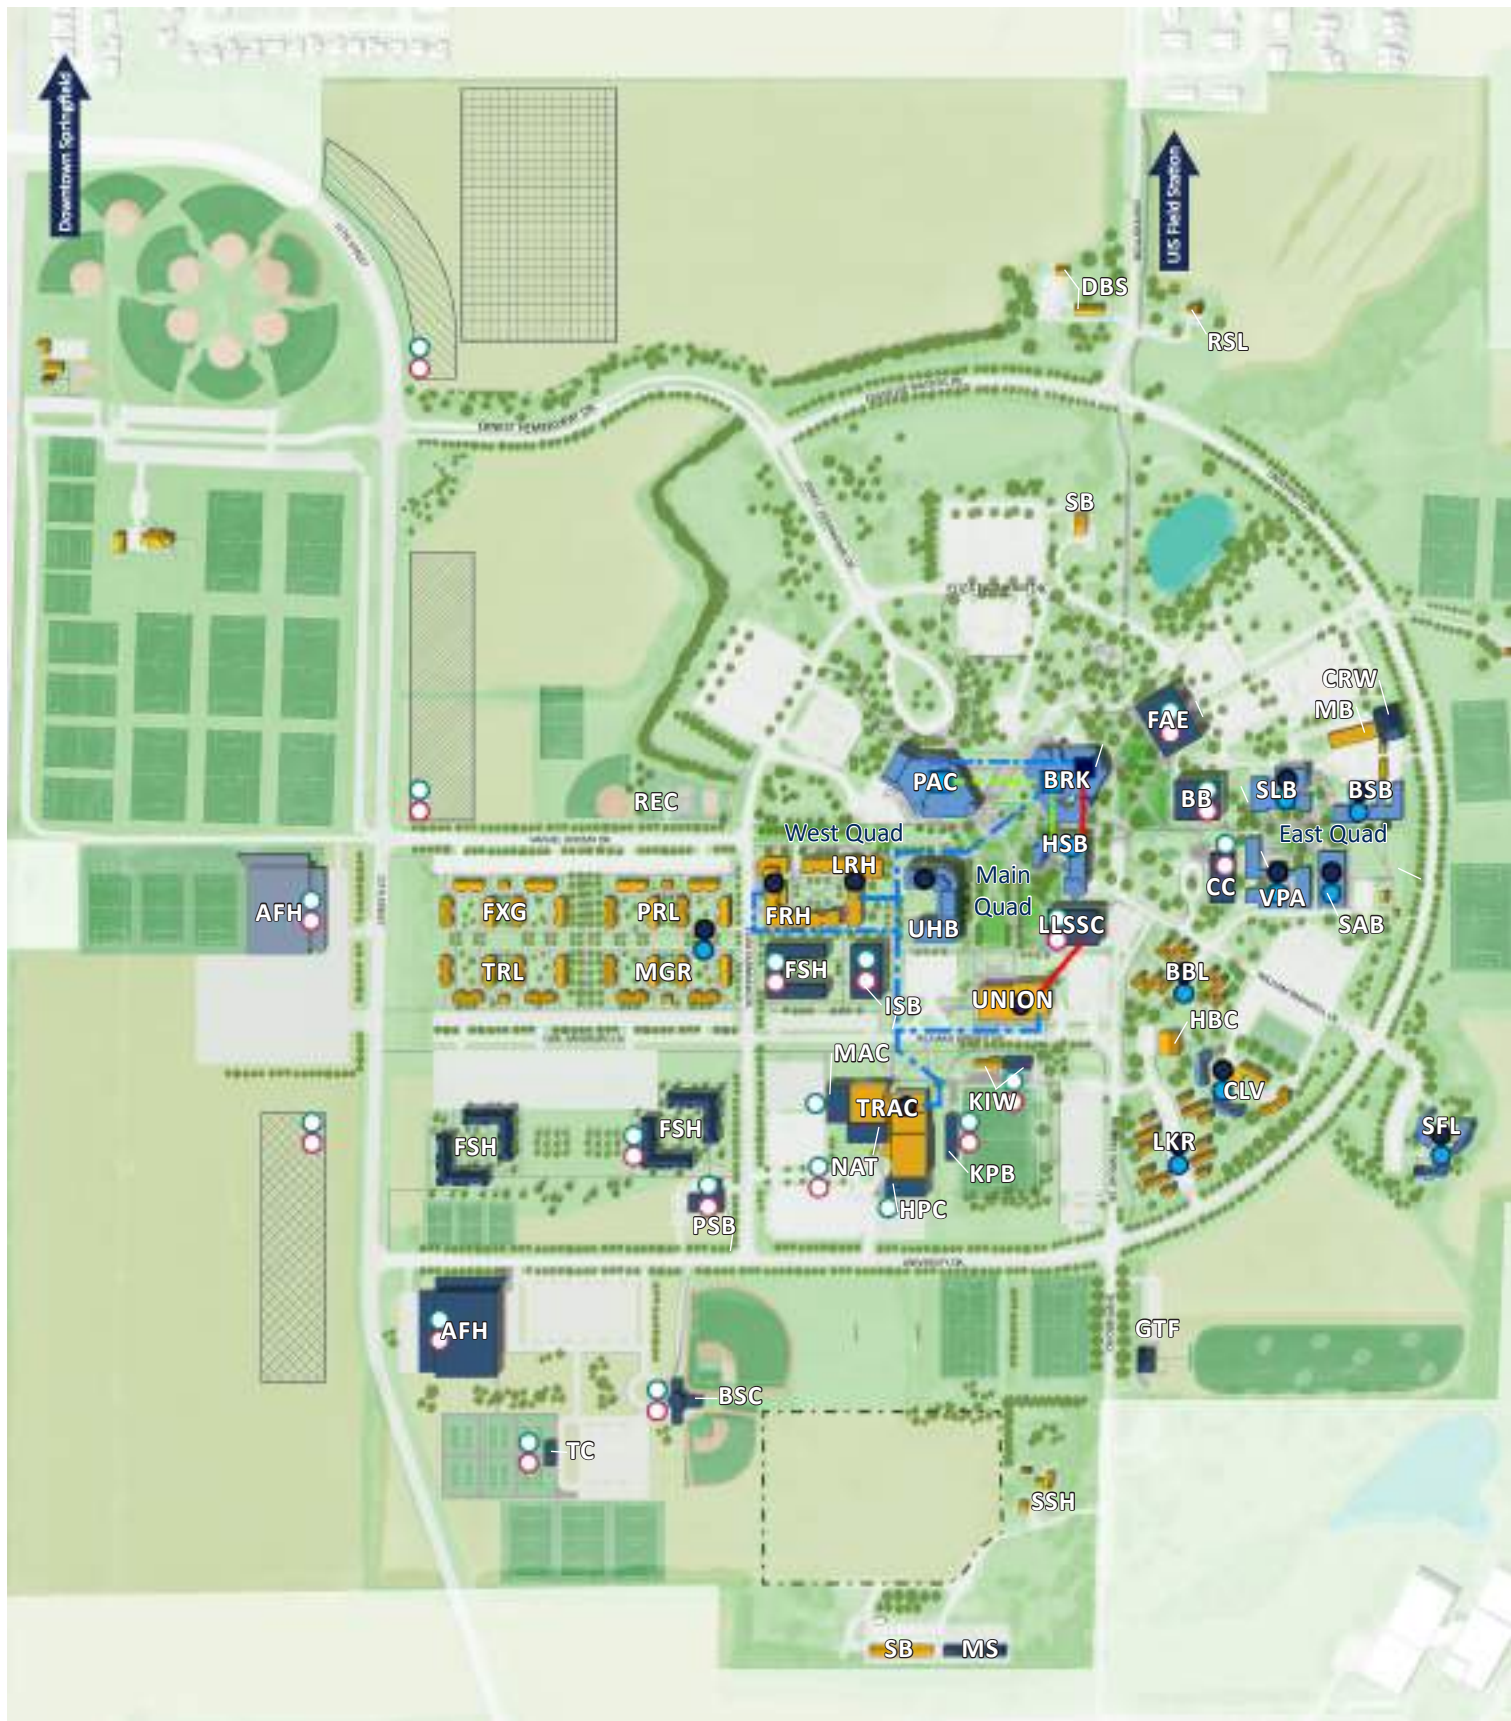 Downtown Springfield
UIS Field Station
DBS
RSL
SB
CRW
MB
FAE
PAC
BRK
BB
SLB
BSB
REC
West Quad
HSB
East Quad
LRH
Main
Quad
CC
VPA
SAB
AFH
FXG
PRL
FRH
UHB
LLSSC
TRL
MGR
FSH
ISB
UNION
BBL
HBC
MAC
TRAC
KIW
CLV
FSH
FSH
NAT
KPB
LKR
SFL
PSB
HPC
AFH
GTF
BSC
TC
SSH
SB
MS